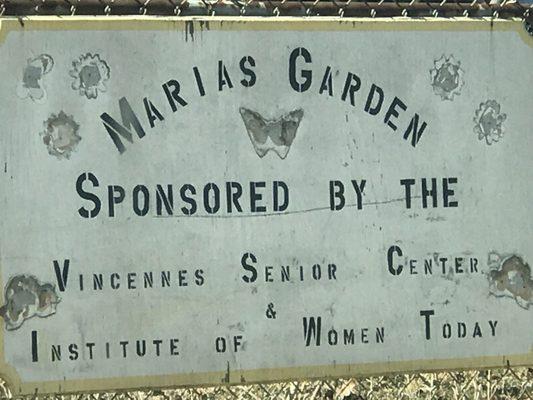 Marias Garden
Sponsored by the
Vincennes Senior Center
&
Institute of Women Today